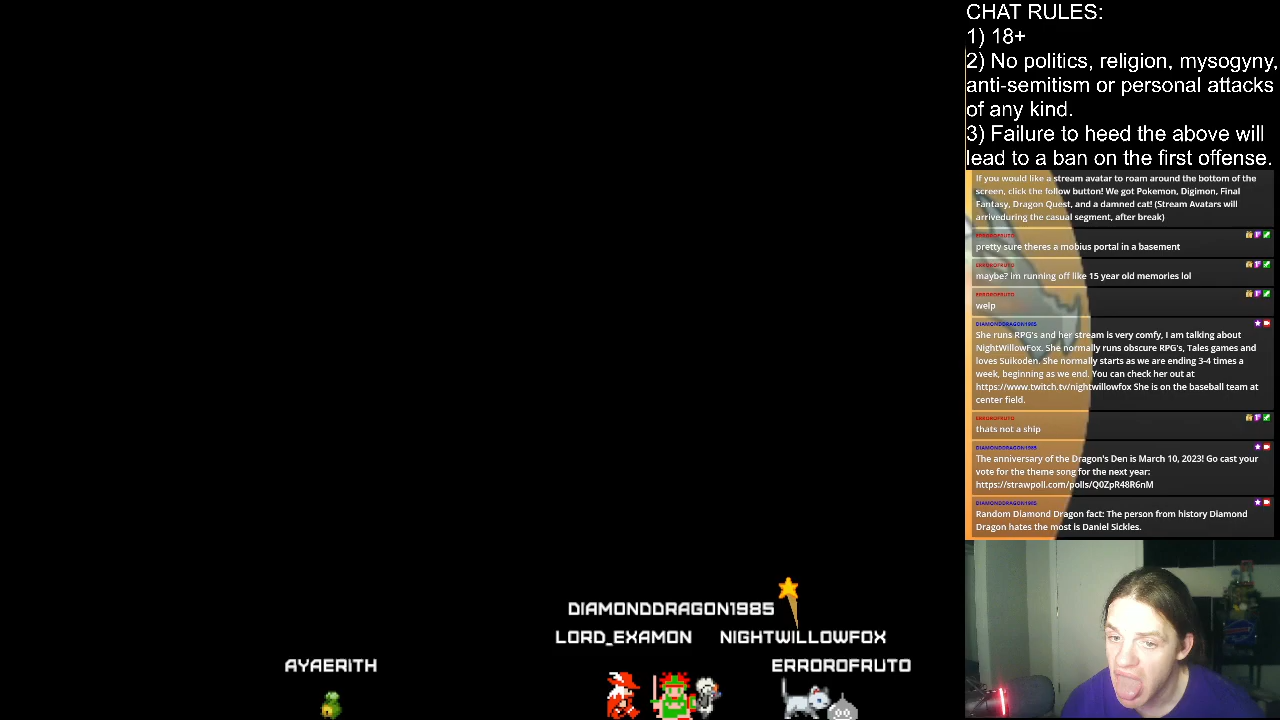 CHAT RULES:
1) 18+
2) No politics, religion, mysogyny,
anti-semitism or personal attacks
of any kind.
3) Failure to heed the above will
lead to a ban on the first offense.
If you would like a stream avatar to roam around the bottom of the
screen, click the follow button! We got Pokemon, Digimon, Final
Fantasy, Dragon Quest, and a damned cat! (Stream Avatars will
arriveduring the casual segment, after break)
ERROROFRUTO
pretty sure theres a mobius portal in a basement
ERROROFRUTO
maybe? im running off like 15 year old memories lol
ERROROFRUTO
welp
DIAMONDDRAGON1985
She runs RPG's and her stream is very comfy, I am talking about
NightWillowFox. She normally runs obscure RPG's, Tales games and
loves Suikoden. She normally starts as we are ending 3-4 times a
week, beginning as we end. You can check her out at
https://www.twitch.tv/nightwillowfox She is on the baseball team at
center field.
ERROROFRUTO
thats not a ship
DIAMONDDRAGON1985
The anniversary of the Dragon's Den is March 10, 2023! Go cast your
vote for the theme song for the next year:
https://strawpoll.com/polls/Q0ZpR48R6nM
DIAMONDDRAGON1985
Random Diamond Dragon fact: The person from history Diamond
Dragon hates the most is Daniel Sickles.
DIAMONDDRAGON1985
LORD_EXAMON NIGHTWILLOWFOX
AYAERITH ERROROFRUTO